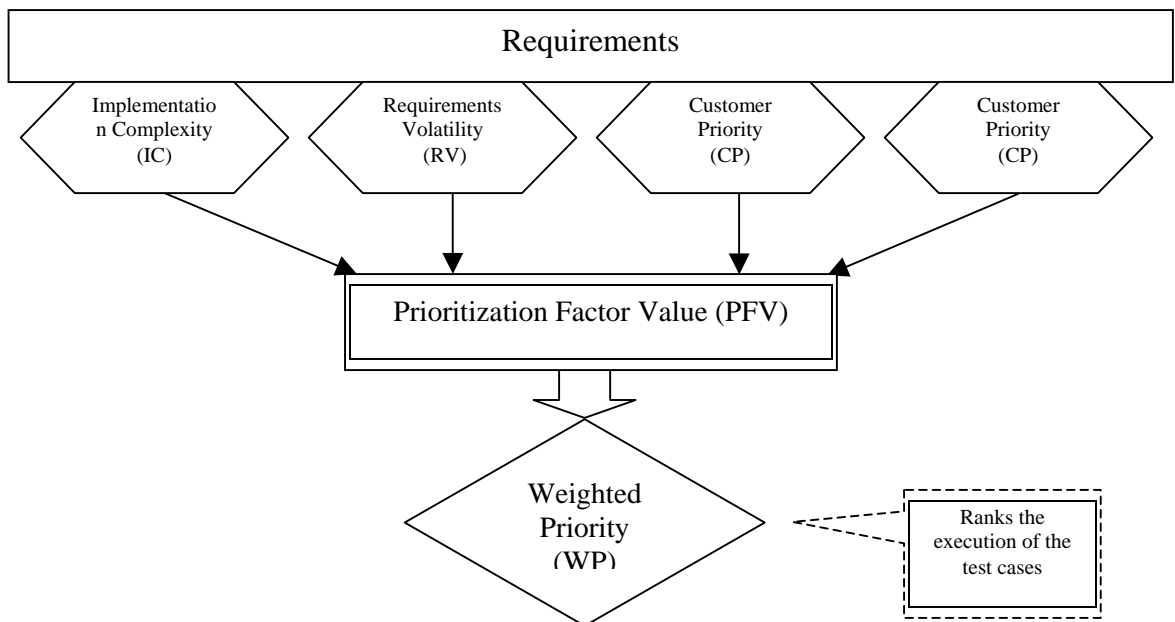 Requirements
Implementatio
n Complexity
(IC)
Requirements
Volatility
(RV)
Customer
Priority
(CP)
Customer
Priority
(CP)
Prioritization Factor Value (PFV)
Weighted
Priority
(WP)
Ranks the
execution of the
test cases